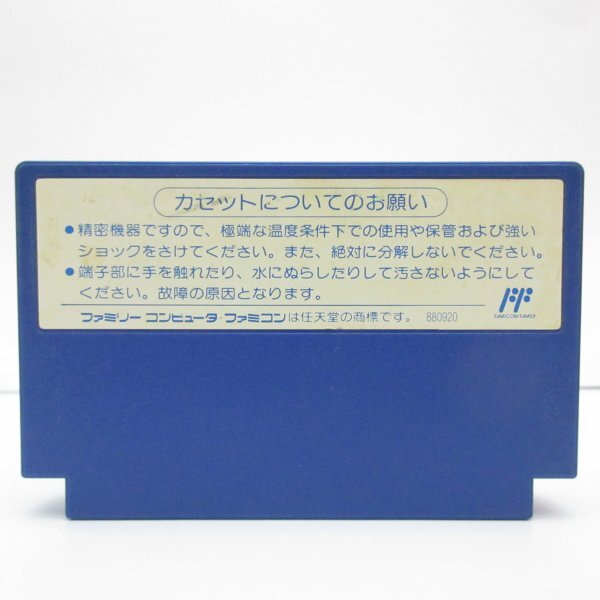 カセットについてのお願い
●精密機器ですので、極端な温度条件下での使用や保管および強い
ショックをさけてください。また、絶対に分解しないでください。
●端子部に手を触れたり、水にぬらしたりして汚さないようにして
ください。故障の原因となります。
FAMICOM FAMILY
ファミリー コンピュータ・ファミコンは任天堂の商標です。 880920